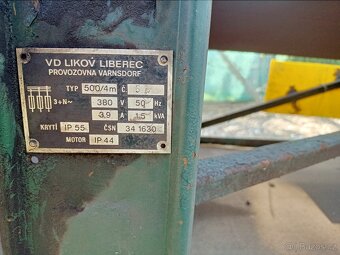 VD LIKOV LIBEREC
PROVOZOVNA VARNSDORF
TYP 500/4m Č.
3+N~ 380 V 50 Hz
3,9 A 1,5 kVA
KRYTÍ IP 55 ČSN 34 1630
MOTOR IP 44